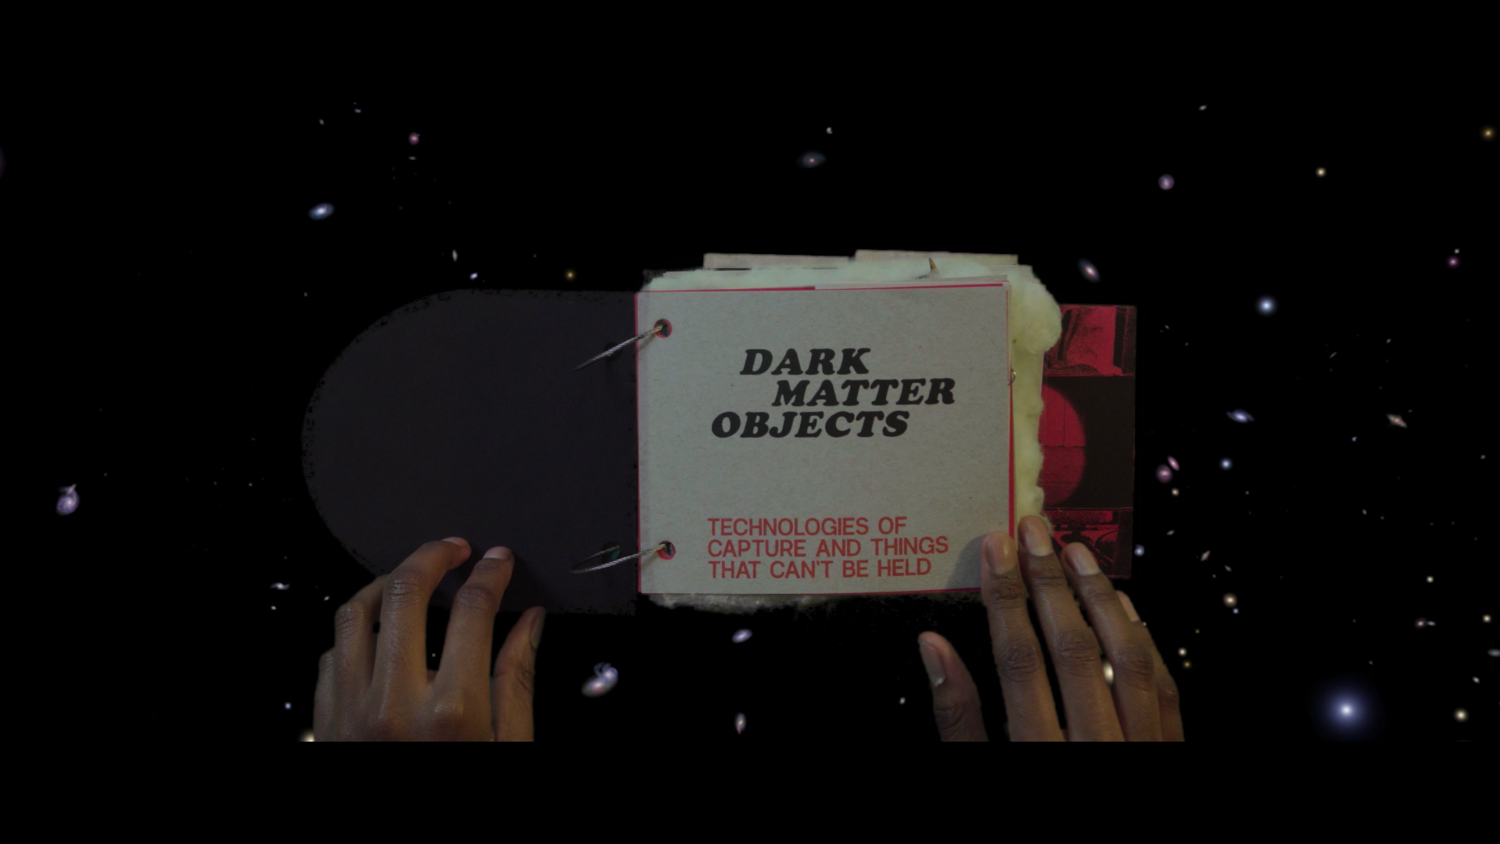 DARK
MATTER
OBJECTS
TECHNOLOGIES OF
CAPTURE AND THINGS
THAT CAN'T BE HELD